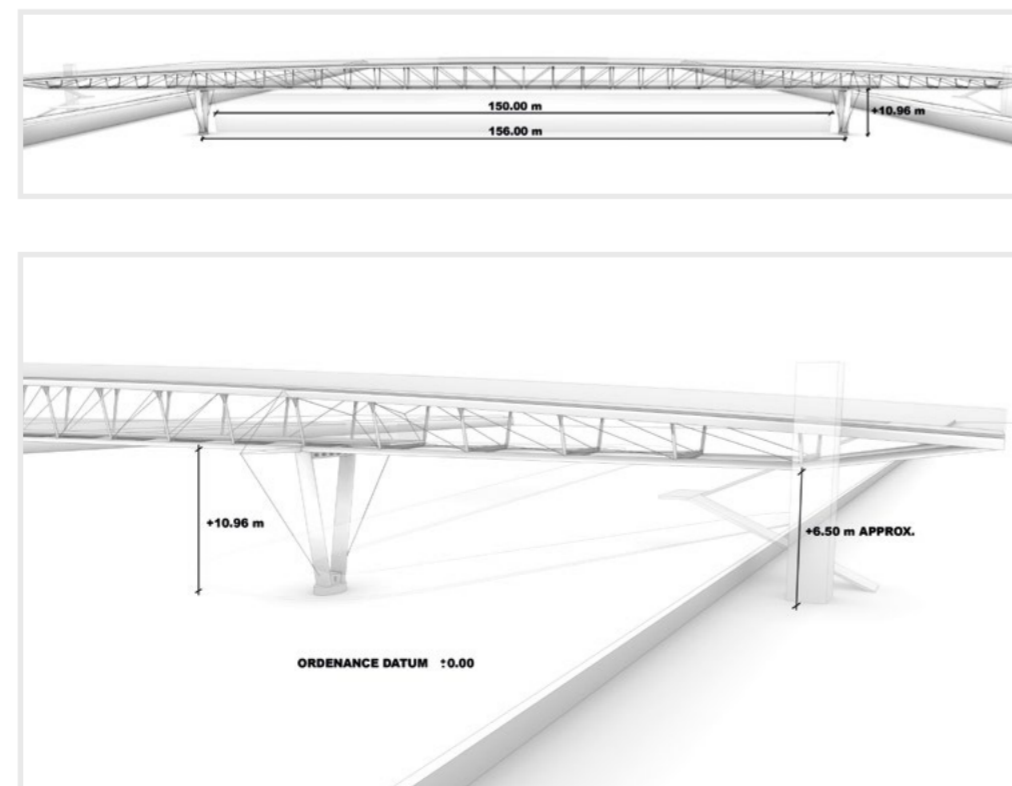 150.00 m
+10.96 m
156.00 m
+10.96 m
+6.50 m APPROX.
ORDENANCE DATUM ±0.00